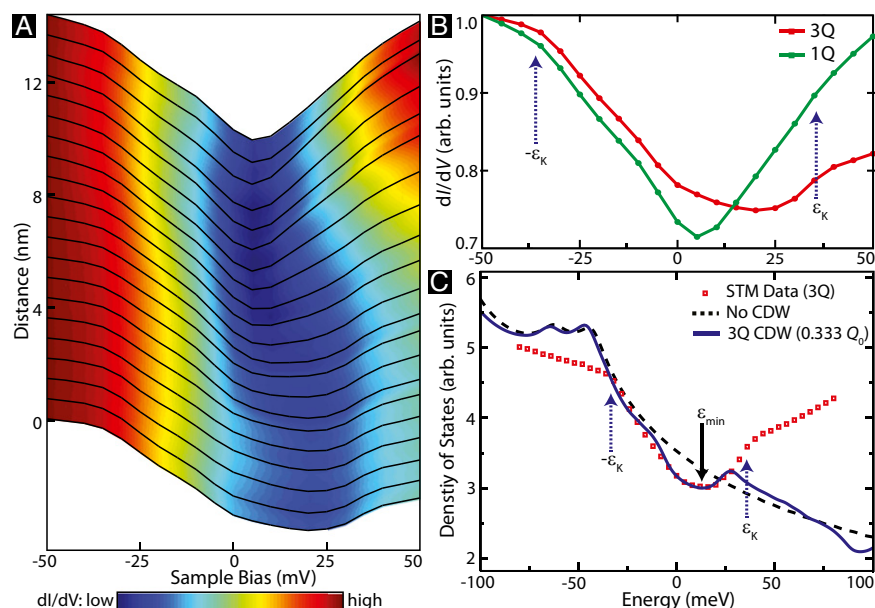 A
Distance (nm)
12
8
4
0
-50
-25
0
25
50
Sample Bias (mV)
dI/dV: low
high
B
dI/dV (arb. units)
1.0
0.9
0.8
0.7
3Q
1Q
-εK
εK
-50
-25
0
25
50
C
Denstiy of States (arb. units)
6
5
4
3
2
STM Data (3Q)
No CDW
3Q CDW (0.333 Q0)
εmin
-εK
εK
-100
-50
0
50
100
Energy (meV)